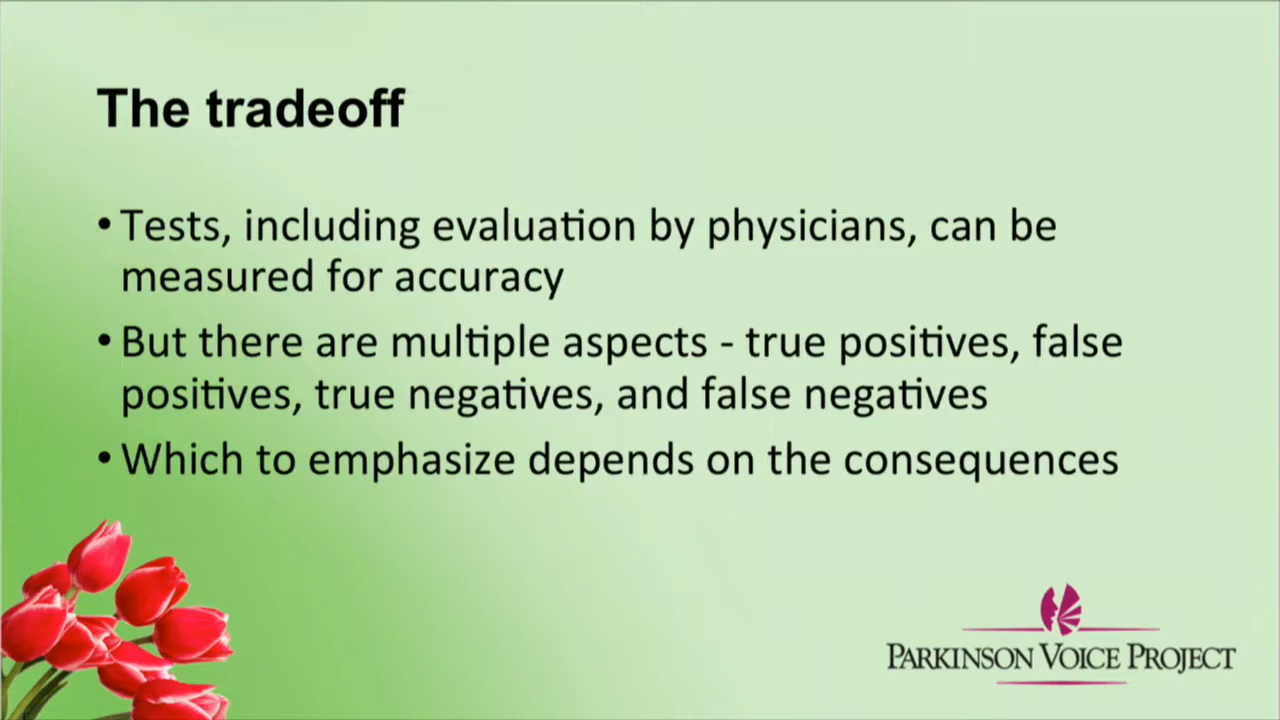 The tradeoff
• Tests, including evaluation by physicians, can be
measured for accuracy
• But there are multiple aspects - true positives, false
positives, true negatives, and false negatives
• Which to emphasize depends on the consequences
PARKINSON VOICE PROJECT